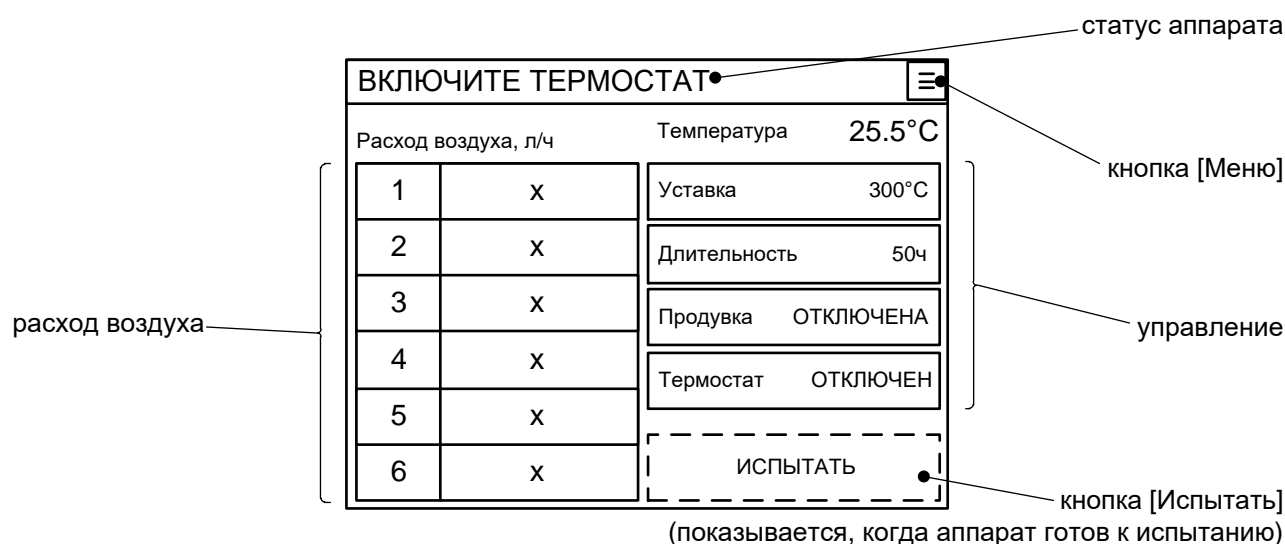 статус аппарата
ВКЛЮЧИТЕ ТЕРМОСТАТ
Расход воздуха, л/ч
Температура 25.5°C
кнопка [Меню]
1 x
2 x
3 x
4 x
5 x
6 x
Уставка 300°C
Длительность 50ч
Продувка ОТКЛЮЧЕНА
Термостат ОТКЛЮЧЕН
расход воздуха
управление
ИСПЫТАТЬ
кнопка [Испытать]
(показывается, когда аппарат готов к испытанию)